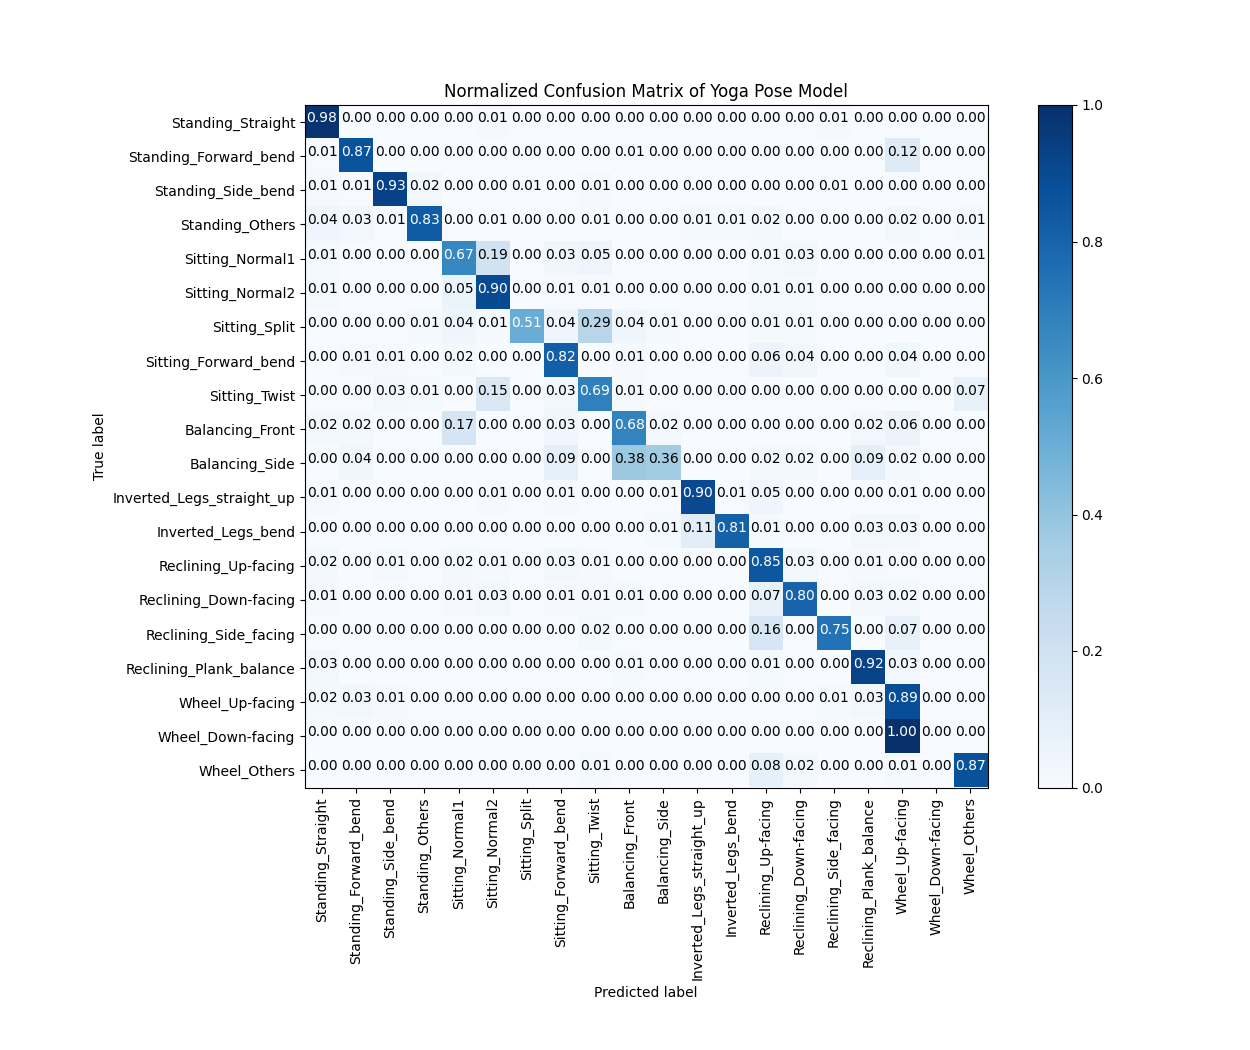 Normalized Confusion Matrix of Yoga Pose Model
Standing_Straight 0.98 0.00 0.00 0.00 0.00 0.01 0.00 0.00 0.00 0.00 0.00 0.00 0.00 0.00 0.00 0.01 0.00 0.00 0.00 0.00
Standing_Forward_bend 0.01 0.87 0.00 0.00 0.00 0.00 0.00 0.00 0.00 0.01 0.00 0.00 0.00 0.00 0.00 0.00 0.00 0.12 0.00 0.00
Standing_Side_bend 0.01 0.01 0.93 0.02 0.00 0.00 0.01 0.00 0.01 0.00 0.00 0.00 0.00 0.00 0.00 0.01 0.00 0.00 0.00 0.00
Standing_Others 0.04 0.03 0.01 0.83 0.00 0.01 0.00 0.00 0.01 0.00 0.00 0.01 0.01 0.02 0.00 0.00 0.00 0.02 0.00 0.01
Sitting_Normal1 0.01 0.00 0.00 0.00 0.67 0.19 0.00 0.03 0.05 0.00 0.00 0.00 0.00 0.01 0.03 0.00 0.00 0.00 0.00 0.01
Sitting_Normal2 0.01 0.00 0.00 0.00 0.05 0.90 0.00 0.01 0.01 0.00 0.00 0.00 0.00 0.01 0.01 0.00 0.00 0.00 0.00 0.00
Sitting_Split 0.00 0.00 0.00 0.01 0.04 0.01 0.51 0.04 0.29 0.04 0.01 0.00 0.00 0.01 0.01 0.00 0.00 0.00 0.00 0.00
Sitting_Forward_bend 0.00 0.01 0.01 0.00 0.02 0.00 0.00 0.82 0.00 0.01 0.00 0.00 0.00 0.06 0.04 0.00 0.00 0.04 0.00 0.00
Sitting_Twist 0.00 0.00 0.03 0.01 0.00 0.15 0.00 0.03 0.69 0.01 0.00 0.00 0.00 0.00 0.00 0.00 0.00 0.00 0.00 0.07
Balancing_Front 0.02 0.02 0.00 0.00 0.17 0.00 0.00 0.03 0.00 0.68 0.02 0.00 0.00 0.00 0.00 0.00 0.02 0.06 0.00 0.00
Balancing_Side 0.00 0.04 0.00 0.00 0.00 0.00 0.00 0.09 0.00 0.38 0.36 0.00 0.00 0.02 0.02 0.00 0.09 0.02 0.00 0.00
Inverted_Legs_straight_up 0.01 0.00 0.00 0.00 0.00 0.01 0.00 0.01 0.00 0.00 0.01 0.90 0.01 0.05 0.00 0.00 0.00 0.01 0.00 0.00
Inverted_Legs_bend 0.00 0.00 0.00 0.00 0.00 0.00 0.00 0.00 0.00 0.00 0.01 0.11 0.81 0.01 0.00 0.00 0.03 0.03 0.00 0.00
Reclining_Up-facing 0.02 0.00 0.01 0.00 0.02 0.01 0.00 0.03 0.01 0.00 0.00 0.00 0.00 0.85 0.03 0.00 0.01 0.00 0.00 0.00
Reclining_Down-facing 0.01 0.00 0.00 0.00 0.01 0.03 0.00 0.01 0.01 0.01 0.00 0.00 0.00 0.07 0.80 0.00 0.03 0.02 0.00 0.00
Reclining_Side_facing 0.00 0.00 0.00 0.00 0.00 0.00 0.00 0.00 0.02 0.00 0.00 0.00 0.00 0.16 0.00 0.75 0.00 0.07 0.00 0.00
Reclining_Plank_balance 0.03 0.00 0.00 0.00 0.00 0.00 0.00 0.00 0.00 0.01 0.00 0.00 0.00 0.01 0.00 0.00 0.92 0.03 0.00 0.00
Wheel_Up-facing 0.02 0.03 0.01 0.00 0.00 0.00 0.00 0.00 0.00 0.00 0.00 0.00 0.00 0.00 0.00 0.01 0.03 0.89 0.00 0.00
Wheel_Down-facing 0.00 0.00 0.00 0.00 0.00 0.00 0.00 0.00 0.00 0.00 0.00 0.00 0.00 0.00 0.00 0.00 0.00 1.00 0.00 0.00
Wheel_Others 0.00 0.00 0.00 0.00 0.00 0.00 0.00 0.00 0.01 0.00 0.00 0.00 0.00 0.08 0.02 0.00 0.00 0.01 0.00 0.87
True label
Standing_Straight
Standing_Forward_bend
Standing_Side_bend
Standing_Others
Sitting_Normal1
Sitting_Normal2
Sitting_Split
Sitting_Forward_bend
Sitting_Twist
Balancing_Front
Balancing_Side
Inverted_Legs_straight_up
Inverted_Legs_bend
Reclining_Up-facing
Reclining_Down-facing
Reclining_Side_facing
Reclining_Plank_balance
Wheel_Up-facing
Wheel_Down-facing
Wheel_Others
Predicted label
1.0
0.8
0.6
0.4
0.2
0.0